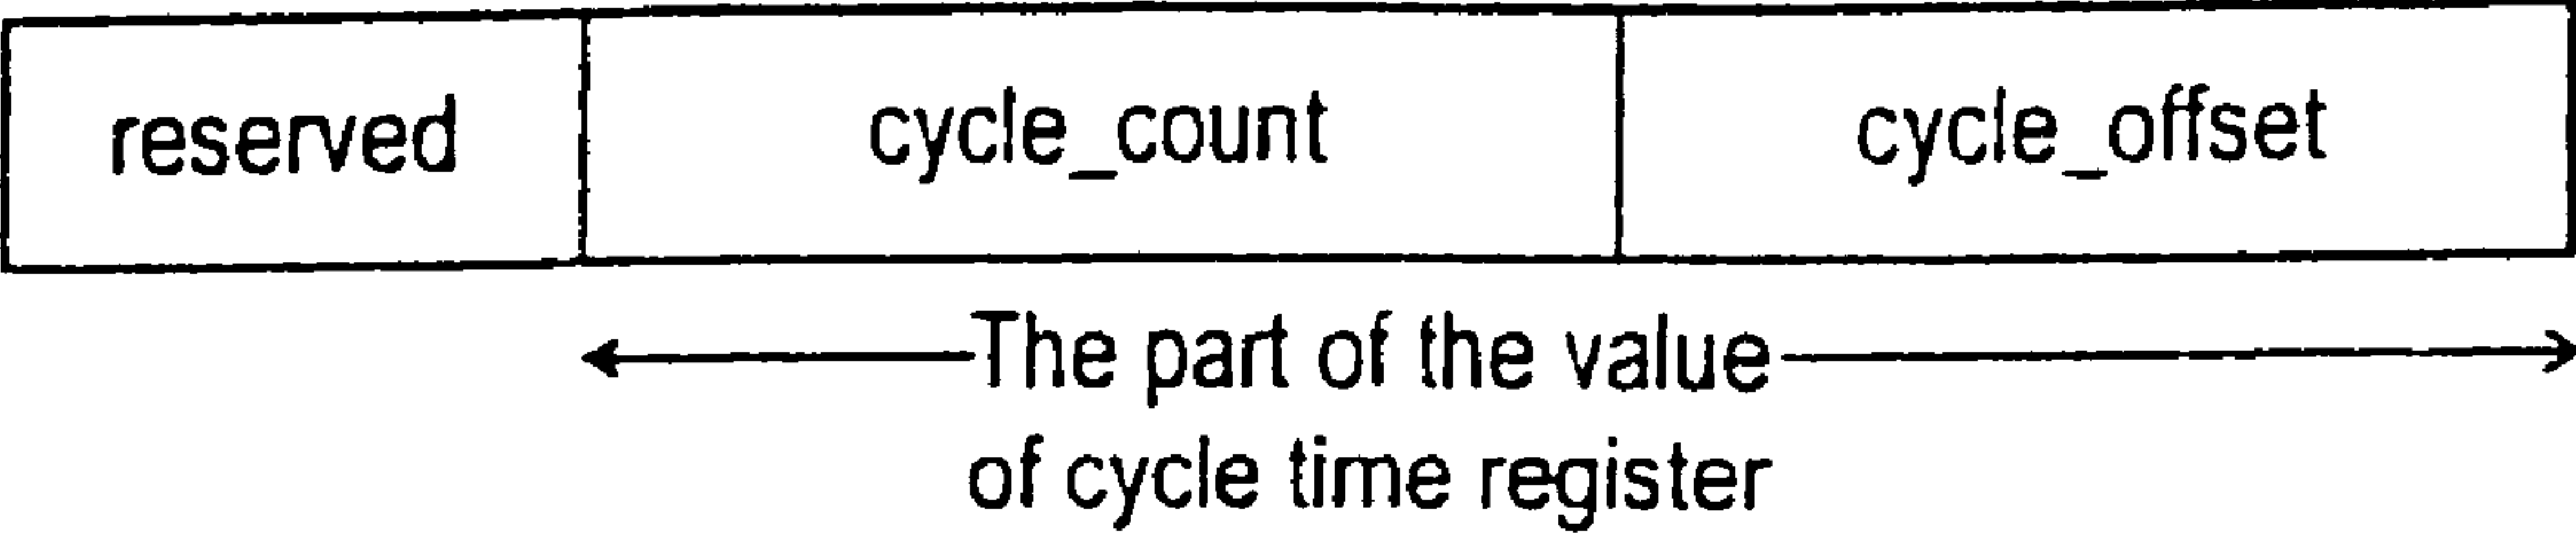 reserved cycle_count cycle_offset
The part of the value
of cycle time register